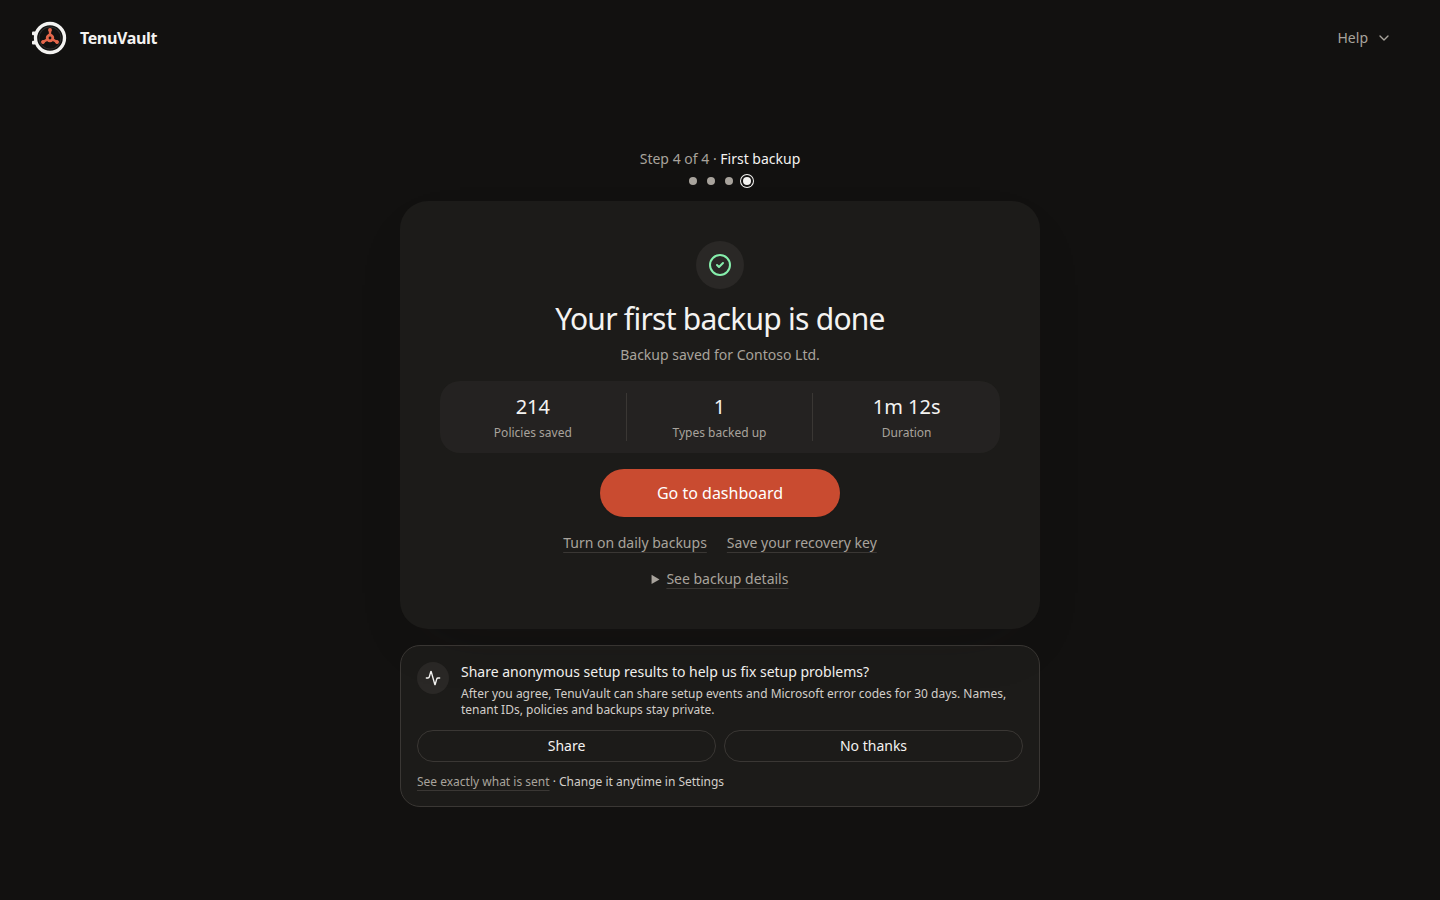 TenuVault
Help
Step 4 of 4 · First backup
Your first backup is done
Backup saved for Contoso Ltd.
214
Policies saved
1
Types backed up
1m 12s
Duration
Go to dashboard
Turn on daily backups
Save your recovery key
See backup details
Share anonymous setup results to help us fix setup problems?
After you agree, TenuVault can share setup events and Microsoft error codes for 30 days. Names,
tenant IDs, policies and backups stay private.
Share
No thanks
See exactly what is sent · Change it anytime in Settings